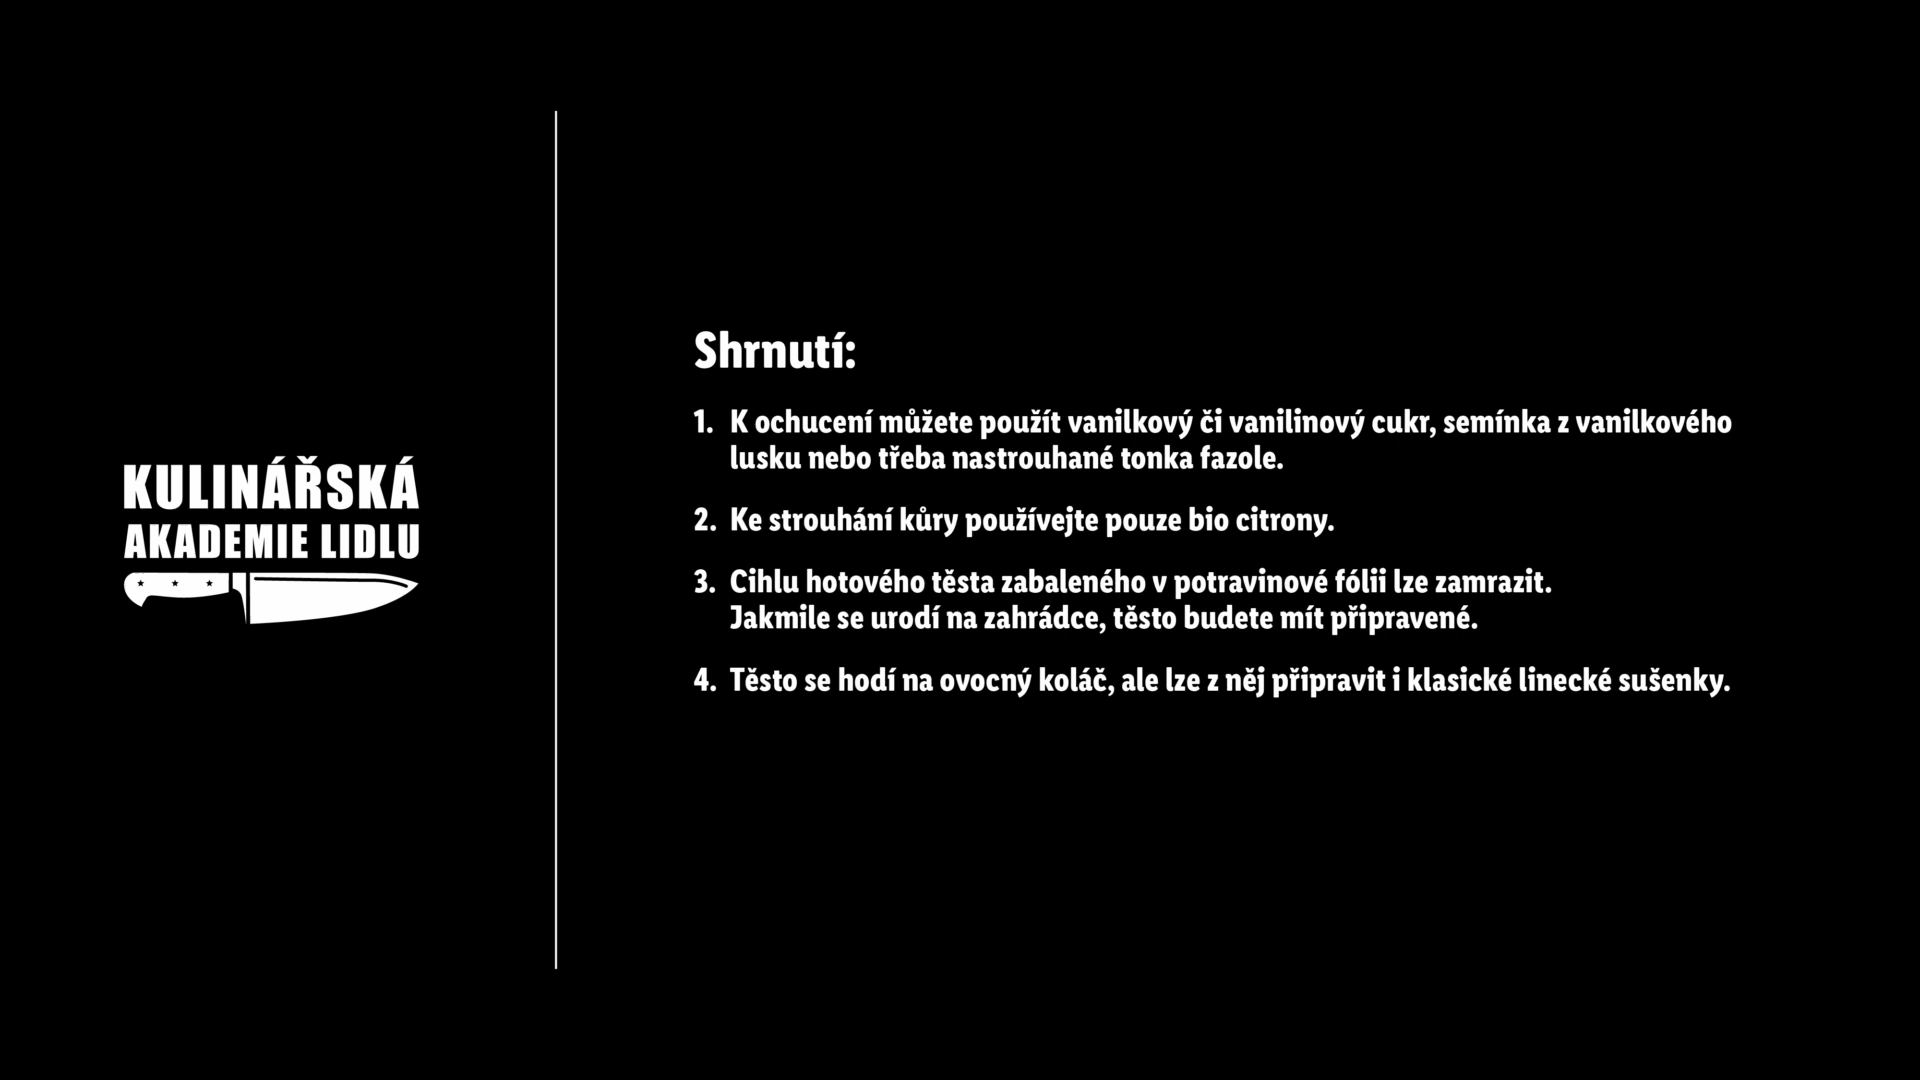 KULINÁŘSKÁ
AKADEMIE LIDLU
Shrnutí:
1. K ochucení můžete použít vanilkový či vanilinový cukr, semínka z vanilkového
lusku nebo třeba nastrouhané tonka fazole.
2. Ke strouhání kůry používejte pouze bio citrony.
3. Cihlu hotového těsta zabaleného v potravinové fólii lze zamrazit.
Jakmile se urodí na zahrádce, těsto budete mít připravené.
4. Těsto se hodí na ovocný koláč, ale lze z něj připravit i klasické linecké sušenky.